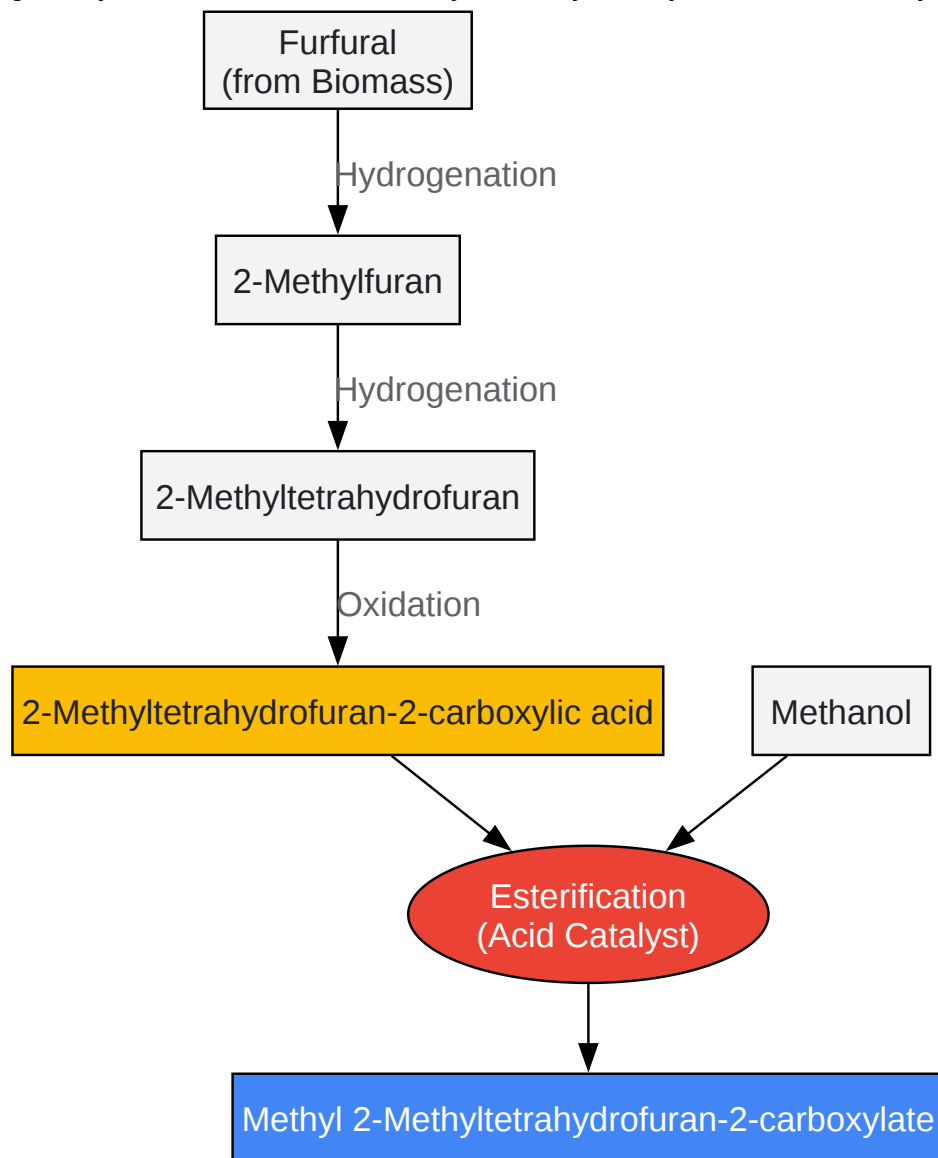 Furfural
(from Biomass)
Hydrogenation
2-Methylfuran
Hydrogenation
2-Methyltetrahydrofuran
Oxidation
2-Methyltetrahydrofuran-2-carboxylic acid
Methanol
Esterification
(Acid Catalyst)
Methyl 2-Methyltetrahydrofuran-2-carboxylate